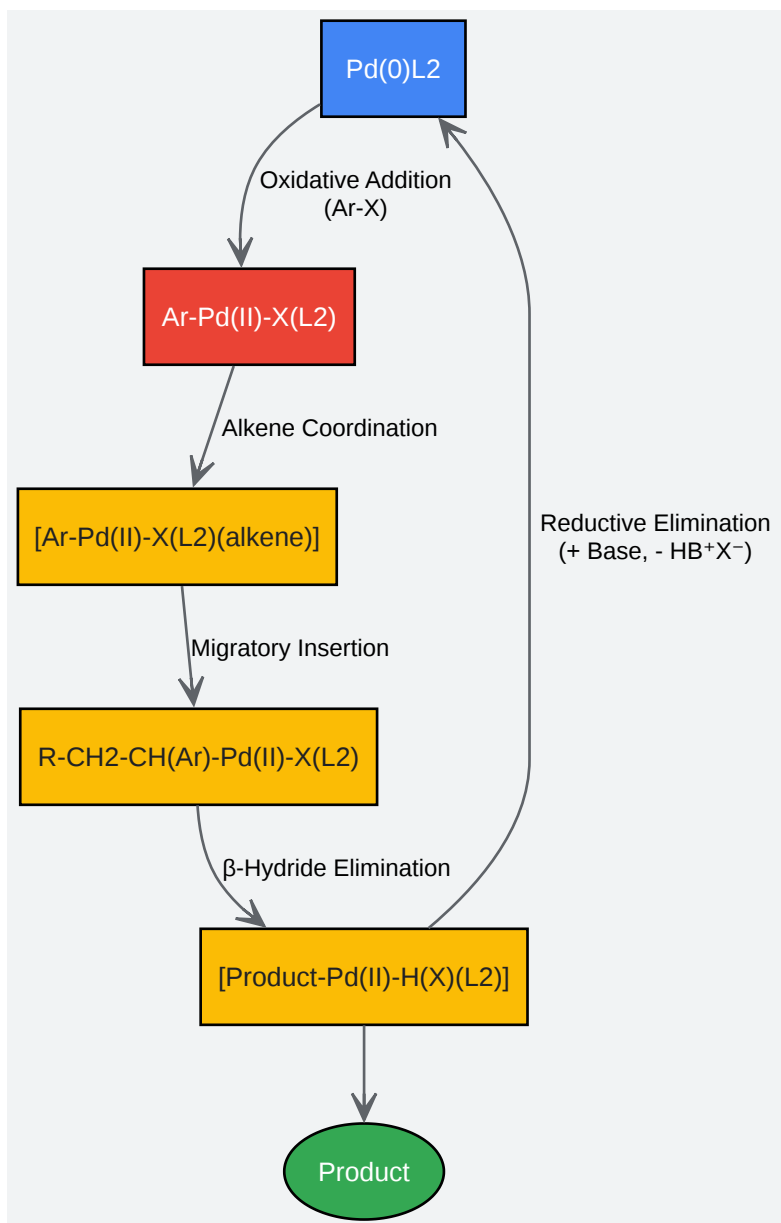 Pd(0)L2
Oxidative Addition
(Ar-X)
Ar-Pd(II)-X(L2)
Alkene Coordination
[Ar-Pd(II)-X(L2)(alkene)]
Reductive Elimination
(+ Base, - HB⁺X⁻)
Migratory Insertion
R-CH2-CH(Ar)-Pd(II)-X(L2)
β-Hydride Elimination
[Product-Pd(II)-H(X)(L2)]
Product